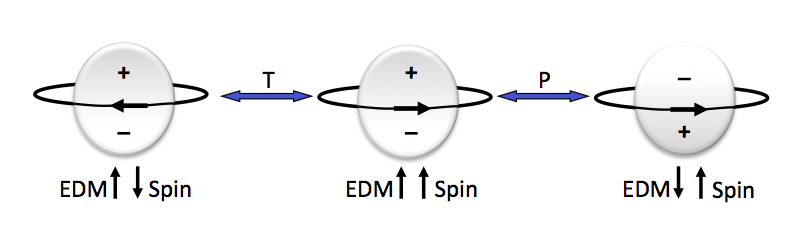 + T + P −
− − +
EDM Spin EDM Spin EDM Spin